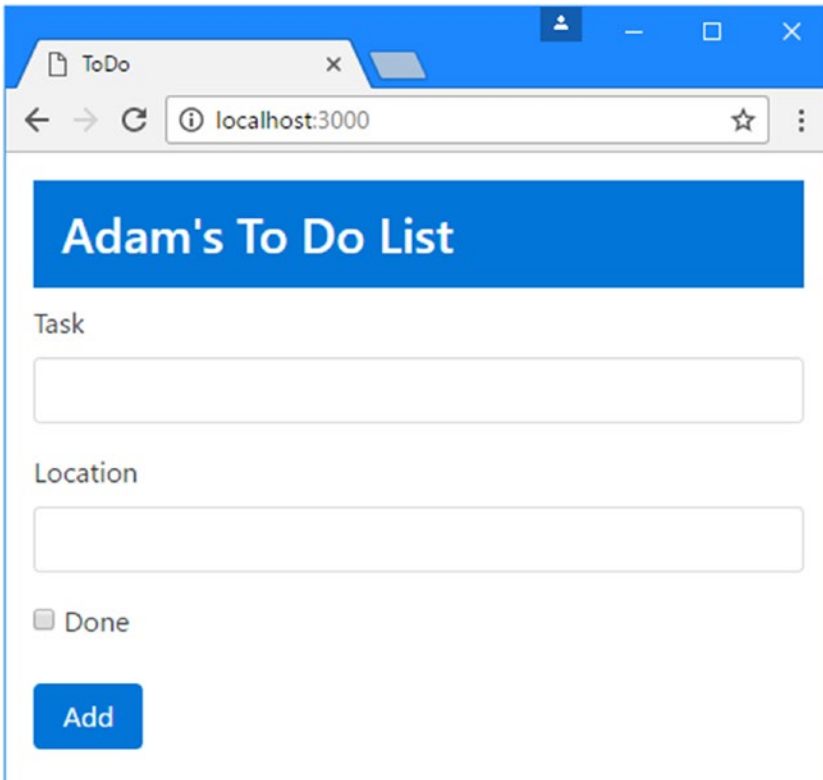 ToDo
localhost:3000
Adam's To Do List
Task
Location
Done
Add